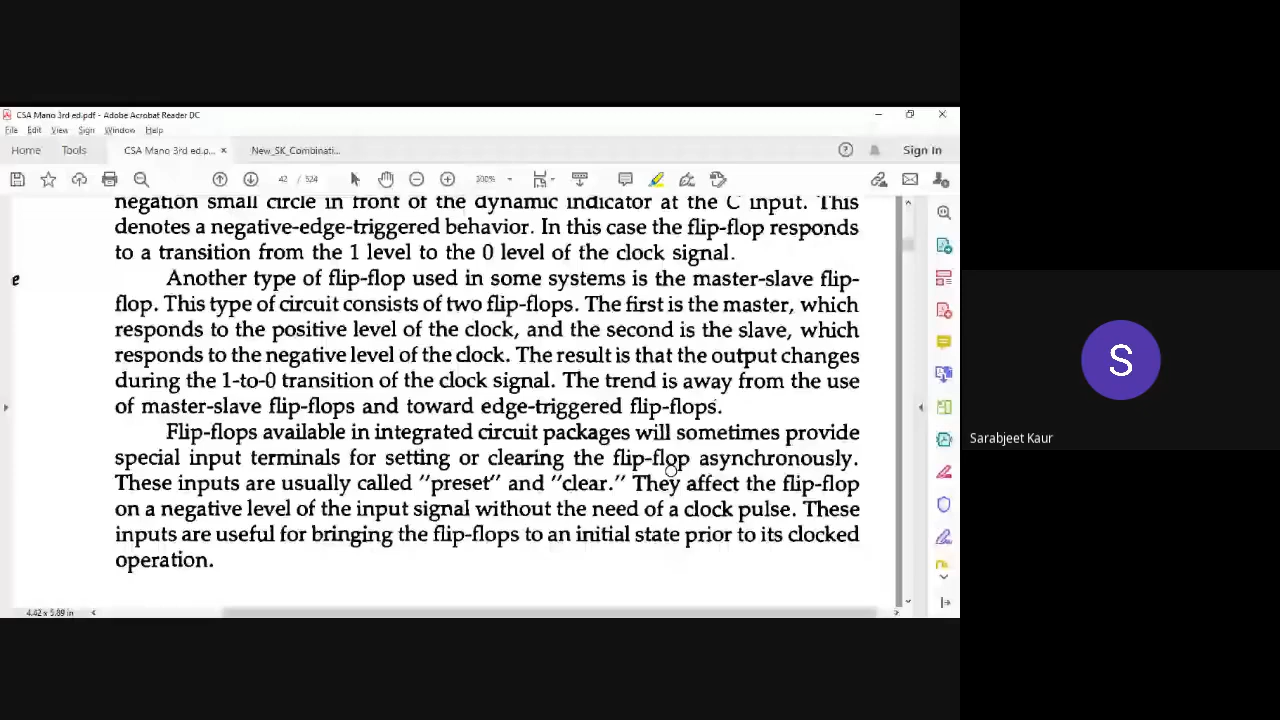 CSA Mano 3rd ed.pdf - Adobe Acrobat Reader DC
File Edit View Sign Window Help
Home Tools CSA Mano 3rd ed.p... × New_SK_Combinati... Sign In
42 / 524
negation small circle in front of the dynamic indicator at the C input. This
denotes a negative-edge-triggered behavior. In this case the flip-flop responds
to a transition from the 1 level to the 0 level of the clock signal.
e
Another type of flip-flop used in some systems is the master-slave flip-
flop. This type of circuit consists of two flip-flops. The first is the master, which
responds to the positive level of the clock, and the second is the slave, which
responds to the negative level of the clock. The result is that the output changes
during the 1-to-0 transition of the clock signal. The trend is away from the use
of master-slave flip-flops and toward edge-triggered flip-flops.
Flip-flops available in integrated circuit packages will sometimes provide
special input terminals for setting or clearing the flip-flop asynchronously.
These inputs are usually called "preset" and "clear." They affect the flip-flop
on a negative level of the input signal without the need of a clock pulse. These
inputs are useful for bringing the flip-flops to an initial state prior to its clocked
operation.
4.42 x 5.89 in
S
Sarabjeet Kaur